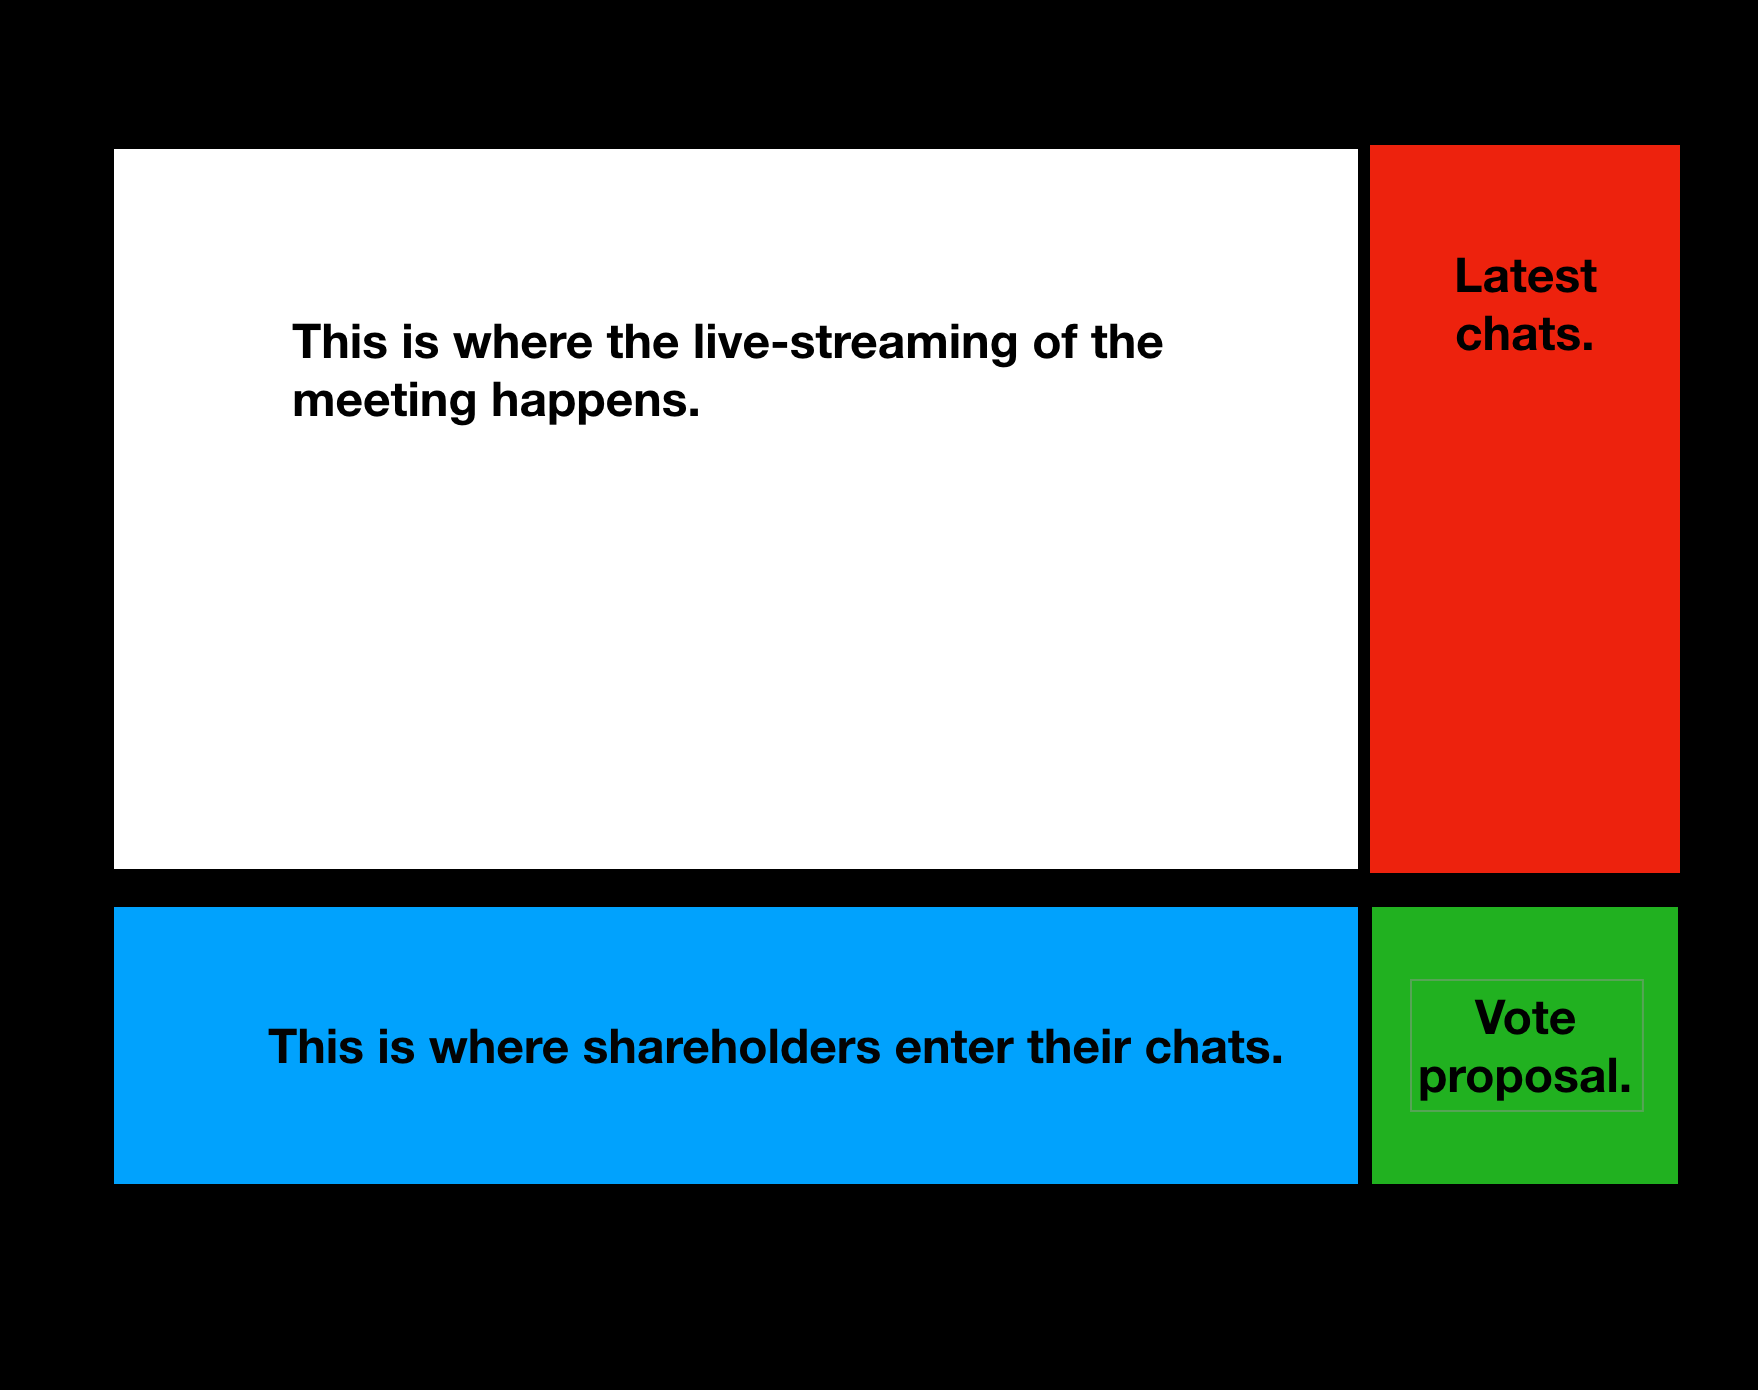 This is where the live-streaming of the
meeting happens.
Latest
chats.
This is where shareholders enter their chats.
Vote
proposal.